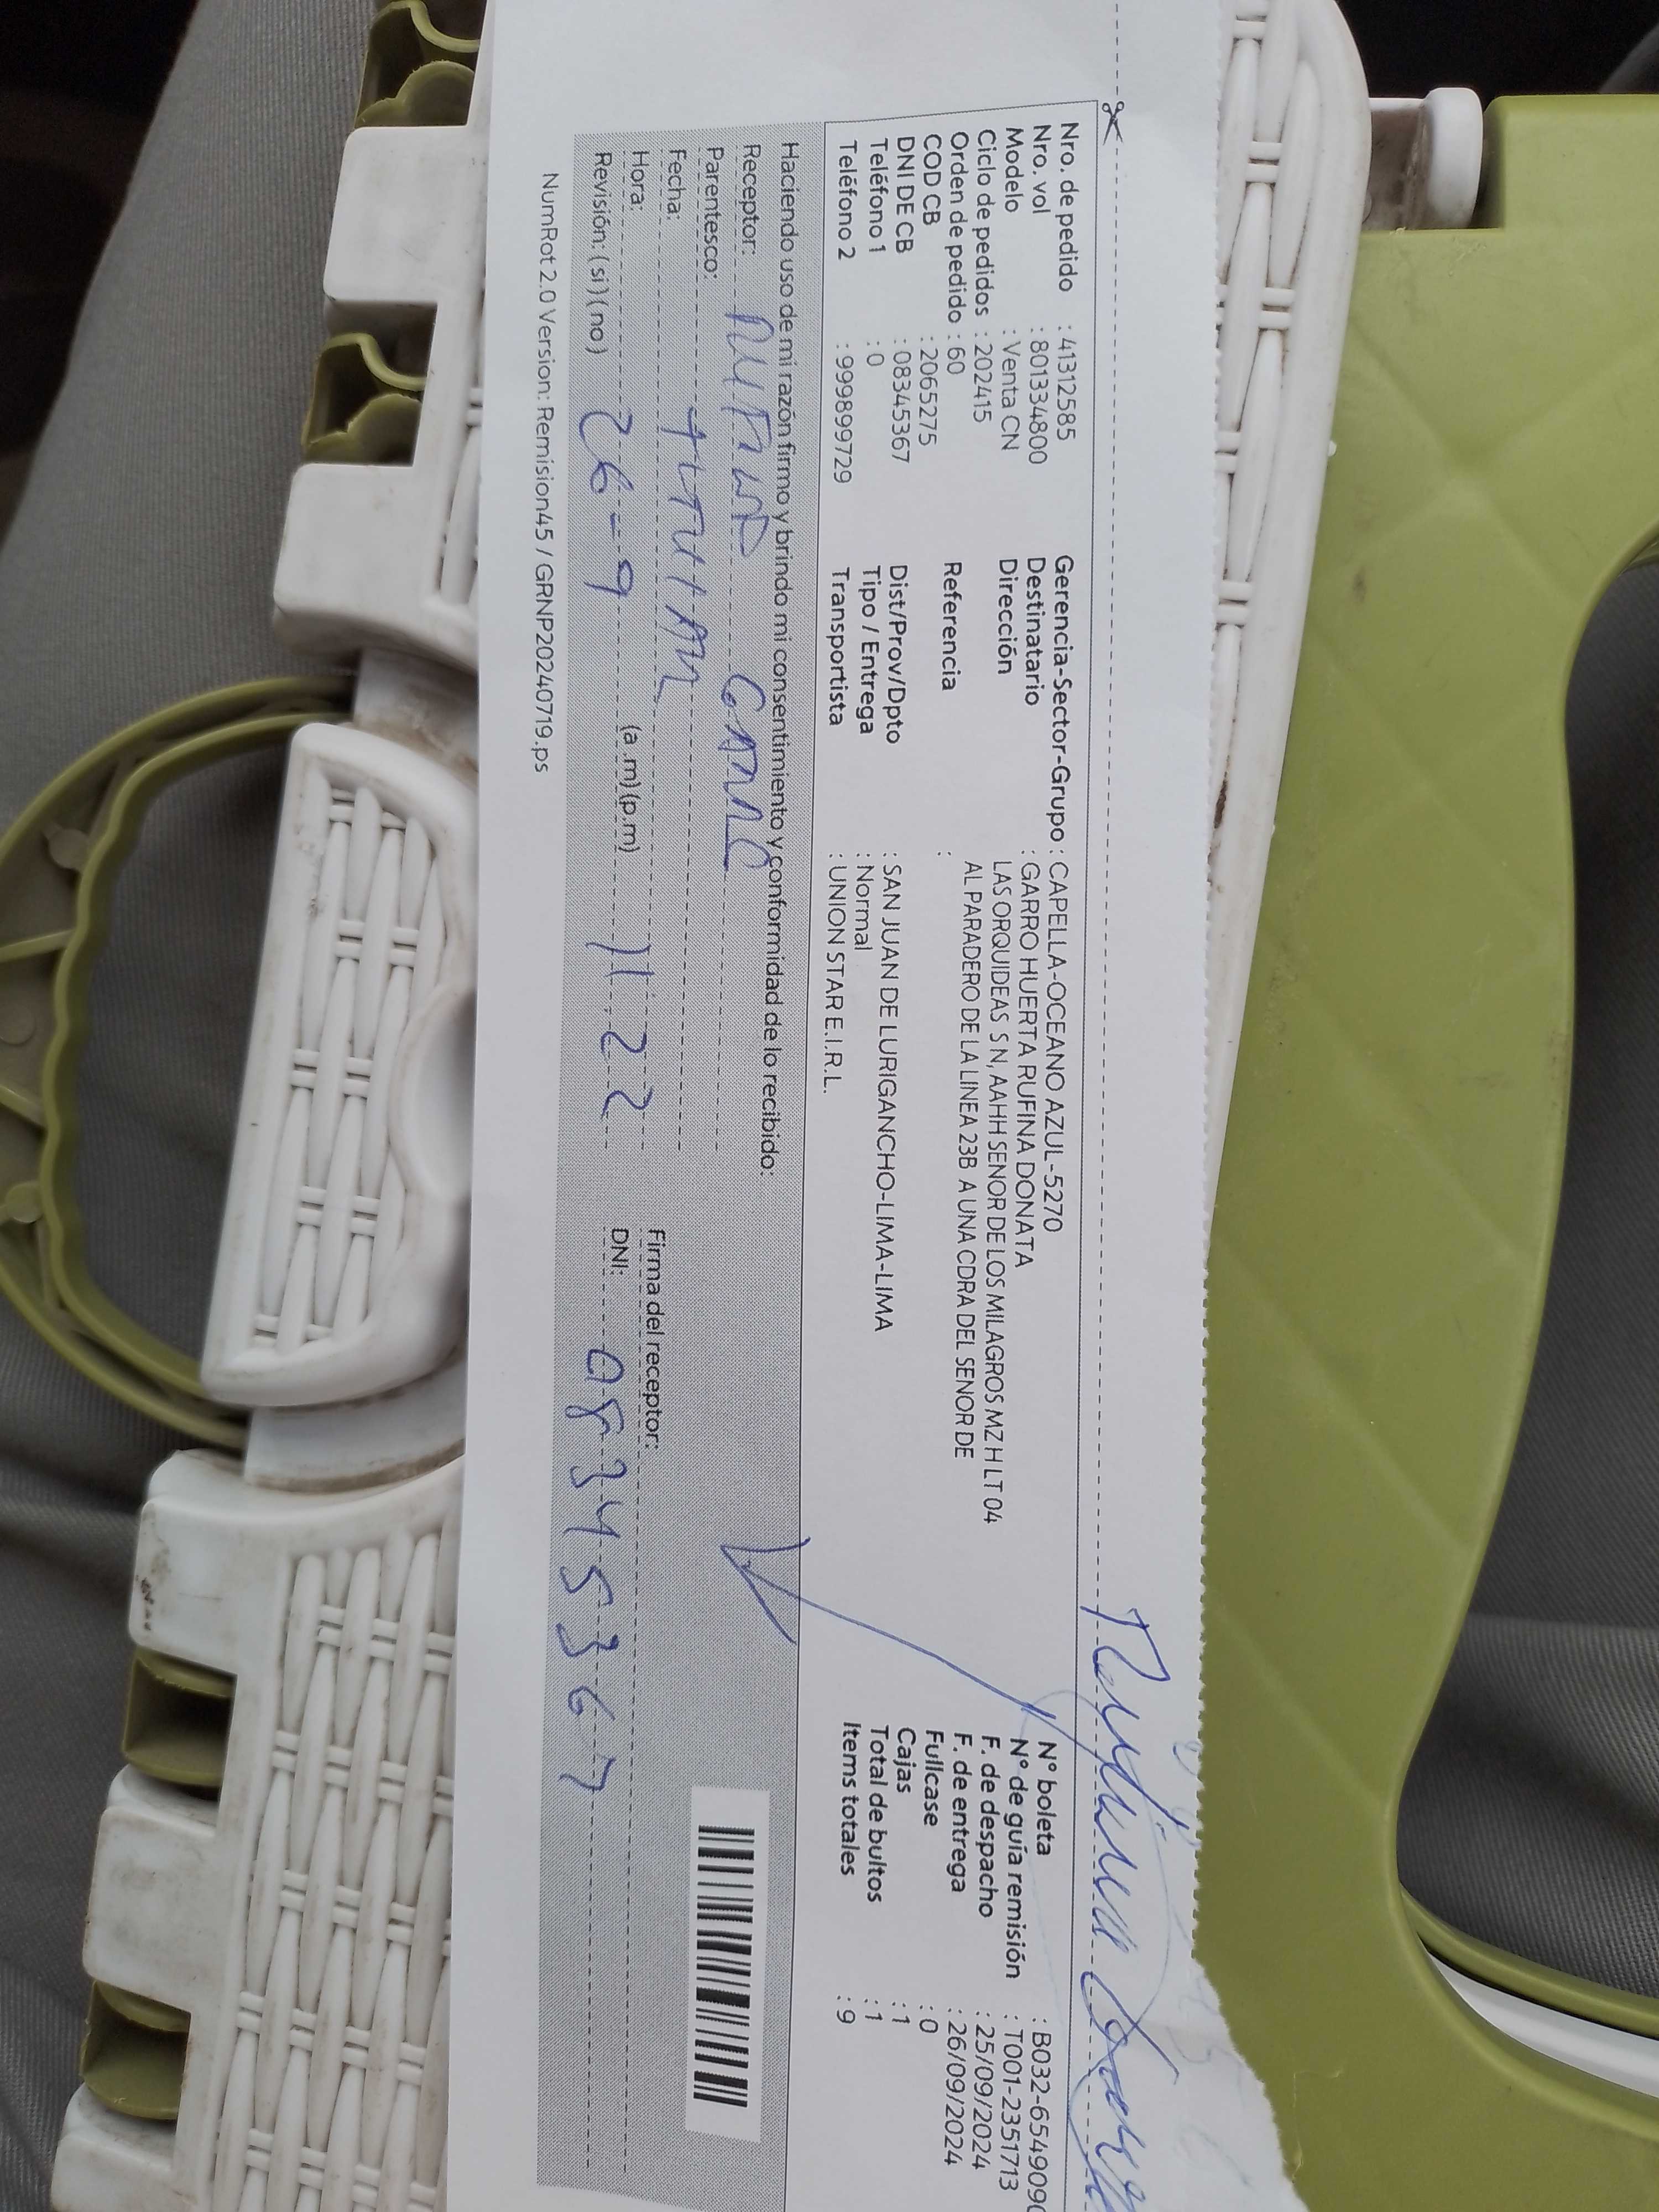 Nro. de pedido : 41312585
Nro. vol : 801334800
Modelo : Venta CN
Ciclo de pedidos : 202415
Orden de pedido : 60
COD CB : 2065275
DNI DE CB : 08345367
Teléfono 1 : 0
Teléfono 2 : 999899729
Gerencia-Sector-Grupo : CAPELLA-OCEANO AZUL-5270
Destinatario : GARRO HUERTA RUFINA DONATA
Dirección LAS ORQUIDEAS S N, AAHH SENOR DE LOS MILAGROS MZ H LT 04
AL PARADERO DE LA LINEA 23B A UNA CDRA DEL SENOR DE
Referencia :
Dist/Prov/Dpto : SAN JUAN DE LURIGANCHO-LIMA-LIMA
Tipo / Entrega : Normal
Transportista : UNION STAR E.I.R.L.
N° boleta : B032-6549090
N° de guía remisión : T001-2351713
F. de despacho : 25/09/2024
F. de entrega : 26/09/2024
Fullcase : 0
Cajas : 1
Total de bultos : 1
Items totales : 9
Haciendo uso de mi razón firmo y brindo mi consentimiento y conformidad de lo recibido:
Receptor: RUFINA GARRO
Parentesco: TITULAR
Fecha: 26-9
Hora: (a .m) (p.m) 11 22
Revisión: ( si ) ( no )
Firma del receptor:
DNI: 08345367
NumRot 2.0 Version: Remision45 / GRNP20240719.ps